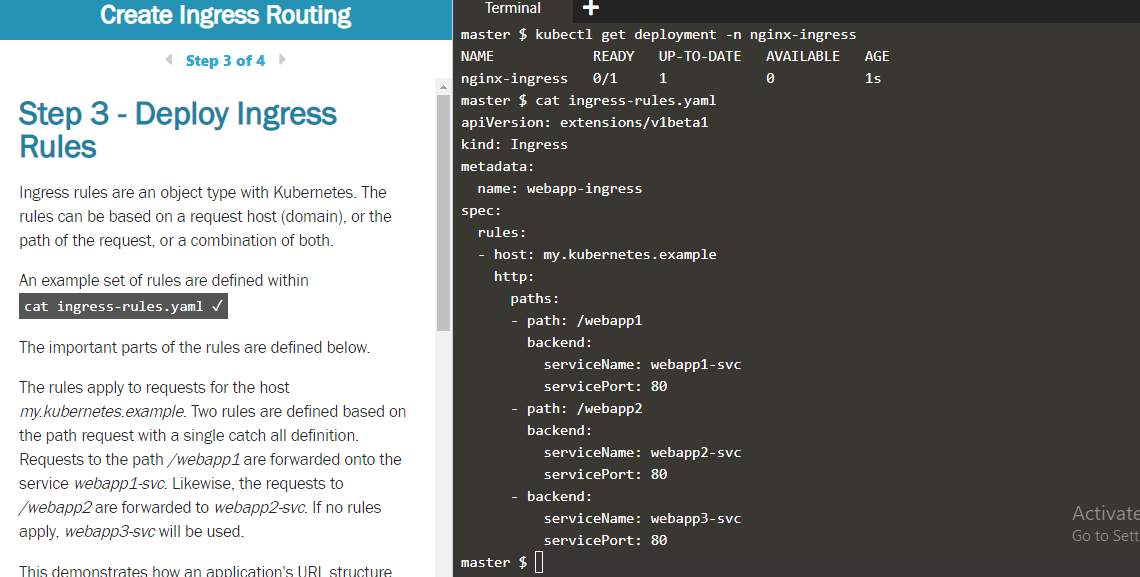 Create Ingress Routing
Step 3 of 4
Step 3 - Deploy Ingress
Rules
Ingress rules are an object type with Kubernetes. The
rules can be based on a request host (domain), or the
path of the request, or a combination of both.
An example set of rules are defined within
cat ingress-rules.yaml ✓
The important parts of the rules are defined below.
The rules apply to requests for the host
my.kubernetes.example. Two rules are defined based on
the path request with a single catch all definition.
Requests to the path /webapp1 are forwarded onto the
service webapp1-svc. Likewise, the requests to
/webapp2 are forwarded to webapp2-svc. If no rules
apply, webapp3-svc will be used.
This demonstrates how an application's URL structure
Terminal +
master $ kubectl get deployment -n nginx-ingress
NAME READY UP-TO-DATE AVAILABLE AGE
nginx-ingress 0/1 1 0 1s
master $ cat ingress-rules.yaml
apiVersion: extensions/v1beta1
kind: Ingress
metadata:
  name: webapp-ingress
spec:
  rules:
  - host: my.kubernetes.example
    http:
      paths:
      - path: /webapp1
        backend:
          serviceName: webapp1-svc
          servicePort: 80
      - path: /webapp2
        backend:
          serviceName: webapp2-svc
          servicePort: 80
      - backend:
          serviceName: webapp3-svc
          servicePort: 80
master $
Activate
Go to Sett